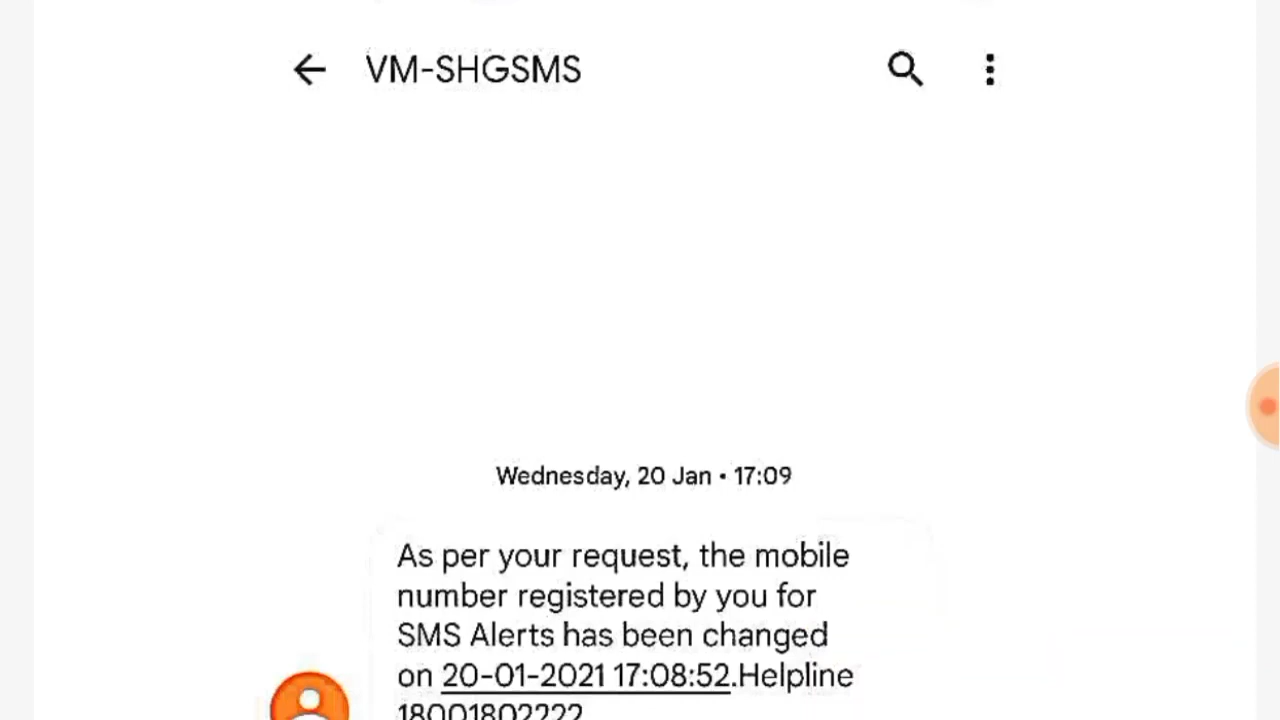 VM-SHGSMS
Wednesday, 20 Jan • 17:09
As per your request, the mobile
number registered by you for
SMS Alerts has been changed
on 20-01-2021 17:08:52.Helpline
18001802222